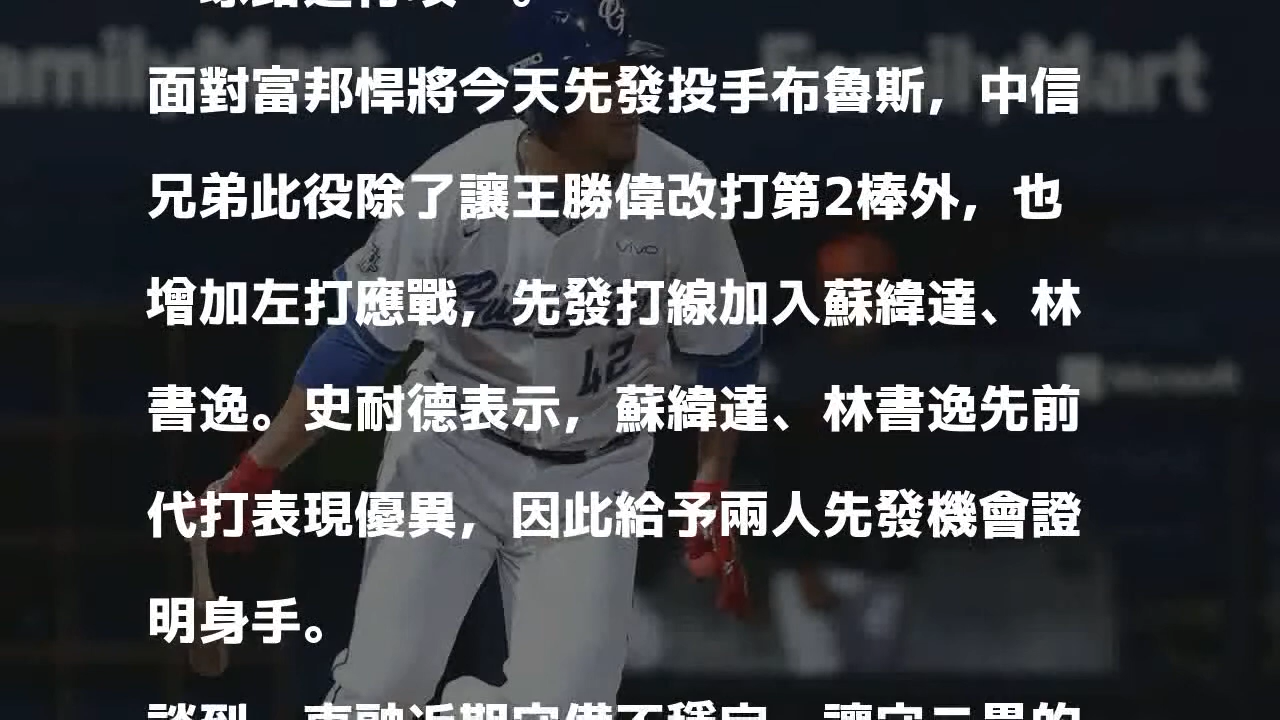 FamilyMart
面對富邦悍將今天先發投手布魯斯，中信
兄弟此役除了讓王勝偉改打第2棒外，也
vivo
增加左打應戰，先發打線加入蘇緯達、林
42
Microsoft
書逸。史耐德表示，蘇緯達、林書逸先前
代打表現優異，因此給予兩人先發機會證
明身手。